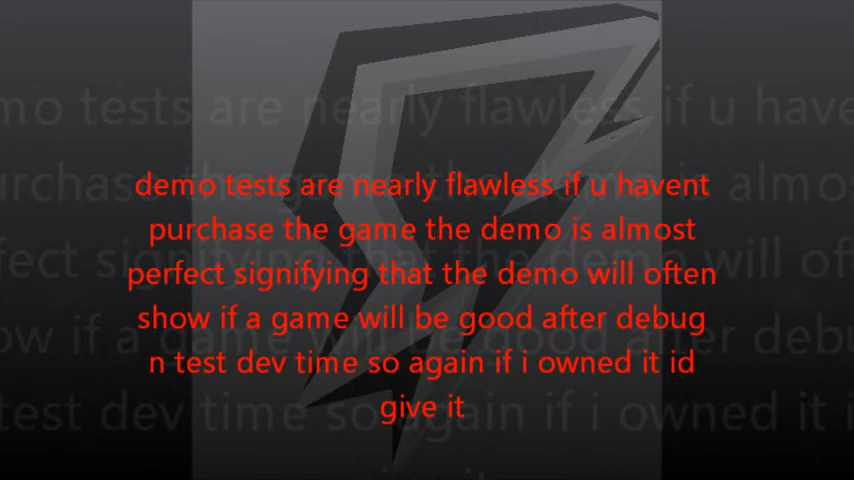 demo tests are nearly flawless if u havent
purchase the game the demo is almost
perfect signifying that the demo will often
show if a game will be good after debug
n test dev time so again if i owned it id
give it